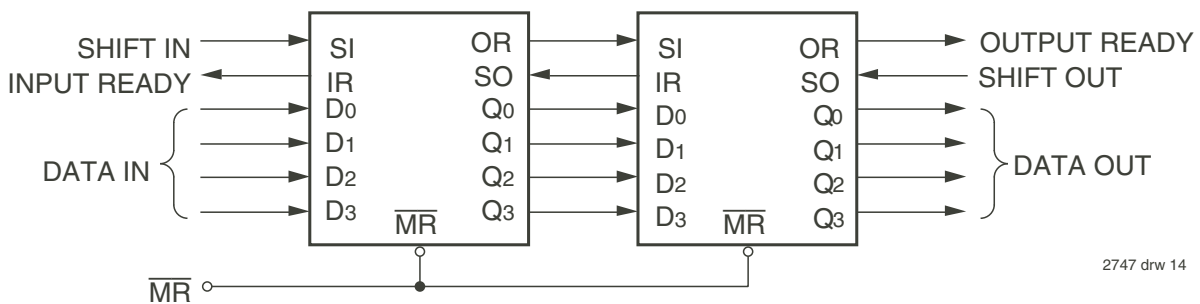 SHIFT IN
INPUT READY
DATA IN
SI
IR
D0
D1
D2
D3
OR
SO
Q0
Q1
Q2
Q3
MR
SI
IR
D0
D1
D2
D3
OR
SO
Q0
Q1
Q2
Q3
MR
OUTPUT READY
SHIFT OUT
DATA OUT
MR
2747 drw 14